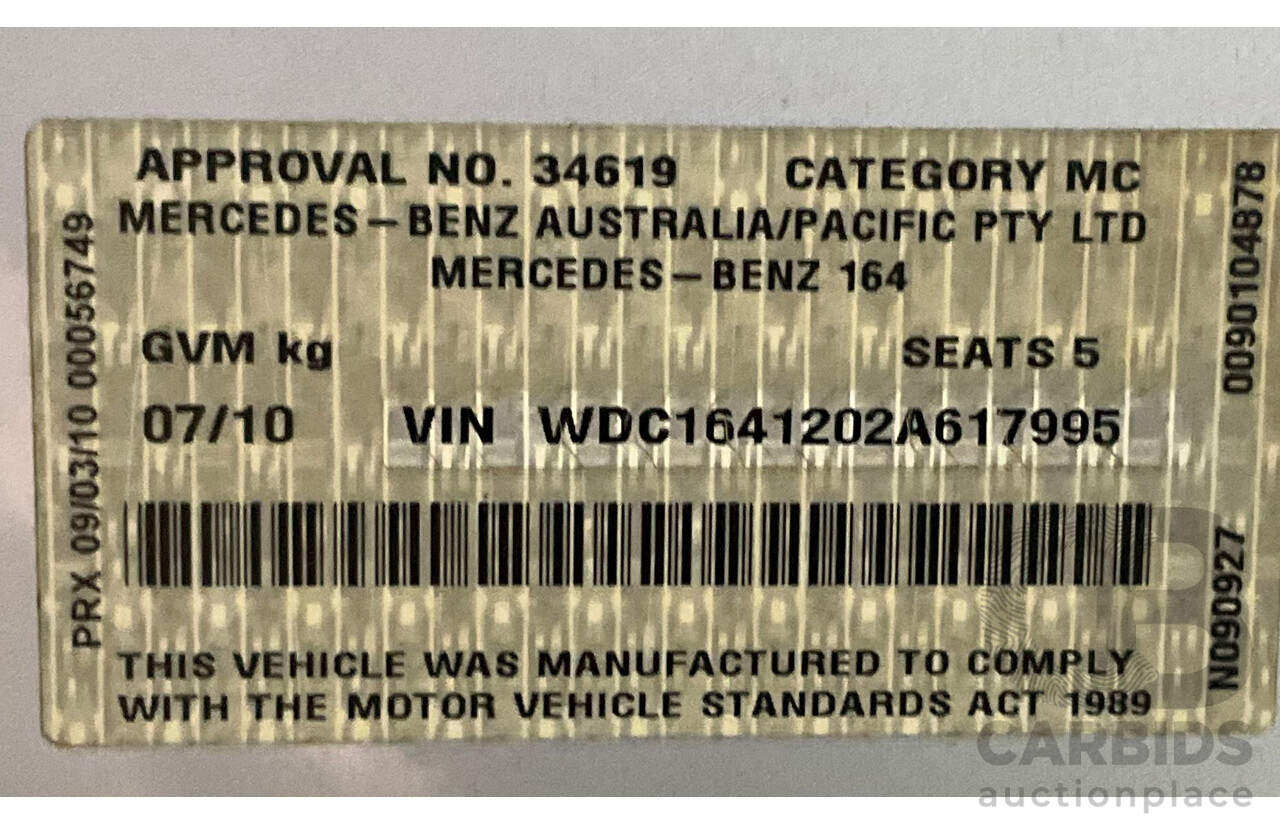 APPROVAL NO. 34619 CATEGORY MC
MERCEDES-BENZ AUSTRALIA/PACIFIC PTY LTD
MERCEDES-BENZ 164
GVM kg SEATS 5
07/10 VIN WDC1641202A617995
THIS VEHICLE WAS MANUFACTURED TO COMPLY
WITH THE MOTOR VEHICLE STANDARDS ACT 1989
PRX 09/03/10 00056749
N090927 0090104878
CARBIDS
auctionplace